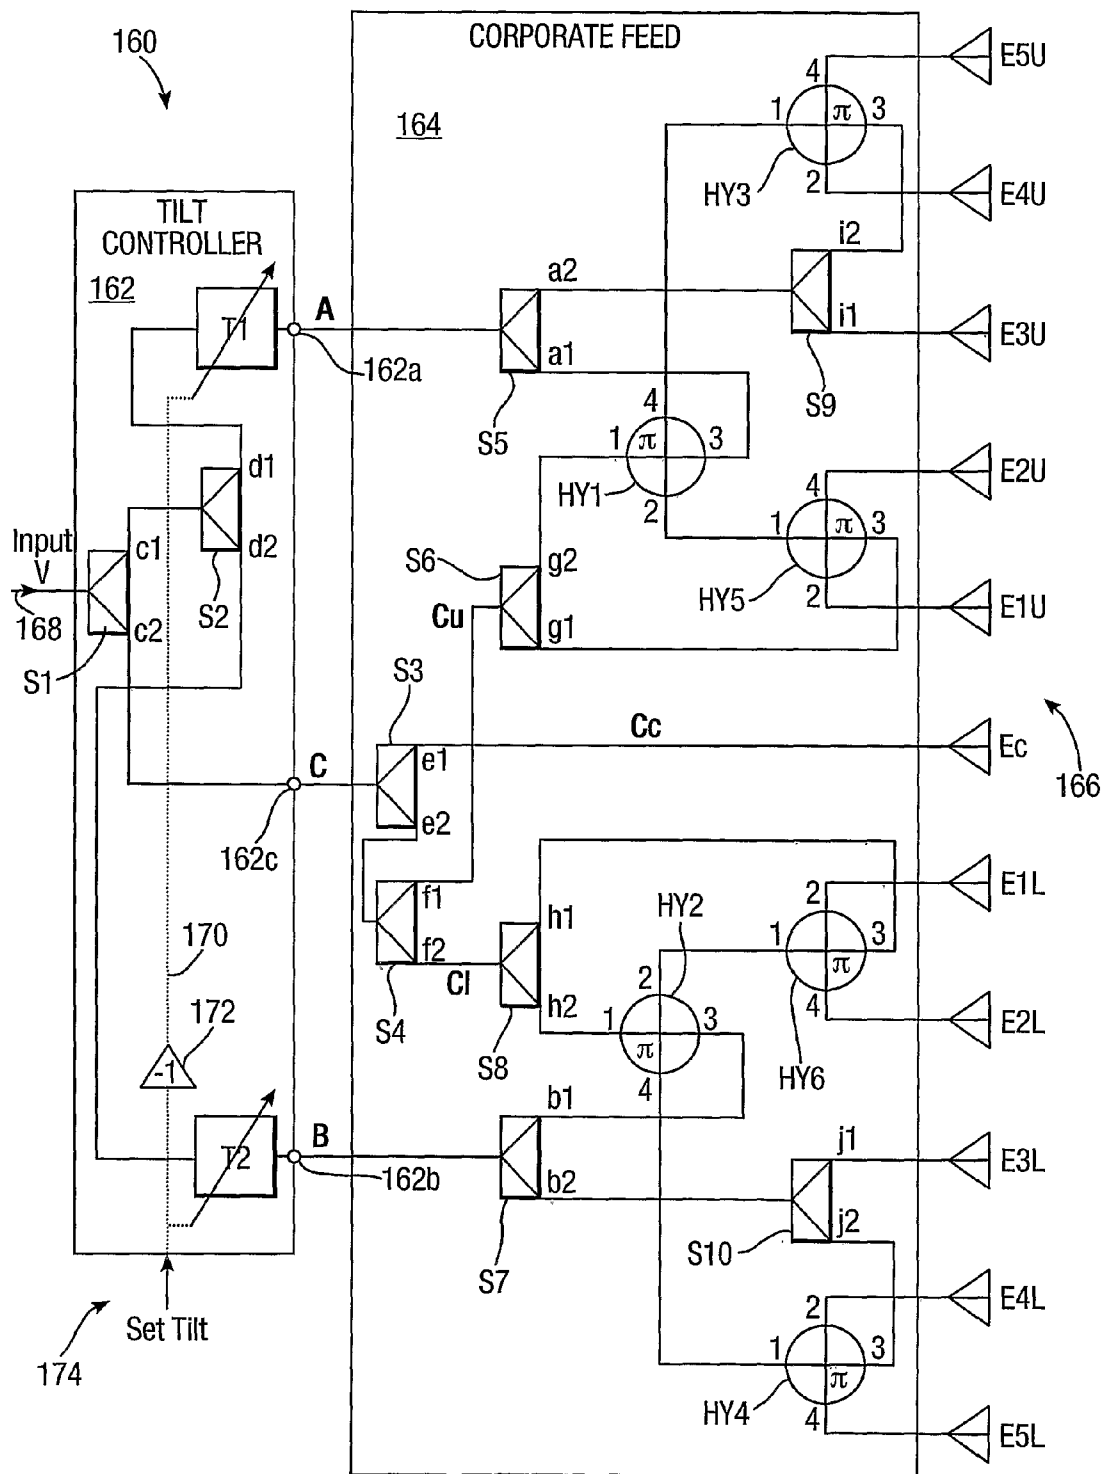 160
CORPORATE FEED
164
E5U
4
1
π
3
HY3
2
E4U
TILT
CONTROLLER
162
T1
A
162a
a2
a1
S5
i2
i1
S9
E3U
4
1
π
3
HY1
2
E2U
4
1
π
3
HY5
2
E1U
d1
d2
S2
Input
V
168
c1
c2
S1
S6
g2
g1
Cu
S3
Cc
Ec
166
C
e1
e2
162c
f1
f2
S4
Cl
h1
h2
S8
HY2
2
1
3
π
4
E1L
2
1
3
π
4
HY6
E2L
170
172
-1
T2
B
162b
b1
b2
S7
j1
j2
S10
E3L
E4L
2
1
3
π
HY4
4
E5L
Set Tilt
174